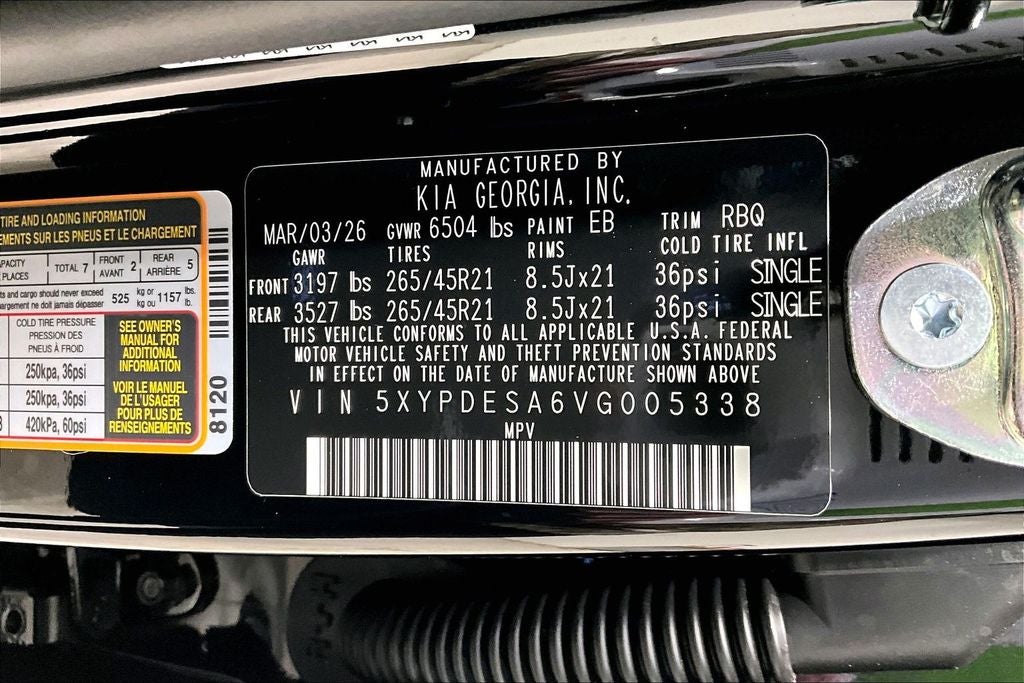 TIRE AND LOADING INFORMATION
EMENTS SUR LES PNEUS ET LE CHARGEMENT
TOTAL 7 FRONT AVANT 2 REAR ARRIÈRE 5
PLACES
and cargo should never exceed 525 kg or 1157 lbs.
ne doit jamais dépasser kg ou lb.
COLD TIRE PRESSURE
PRESSION DES
PNEUS À FROID
250kpa, 36psi
250kpa, 36psi
420kPa, 60psi
SEE OWNER'S
MANUAL FOR
ADDITIONAL
INFORMATION
VOIR LE MANUEL
DE L'USAGER
POUR PLUS DE
RENSEIGNEMENTS
8120
MANUFACTURED BY
KIA GEORGIA, INC.
MAR/03/26 GVWR 6504 lbs PAINT EB TRIM RBQ
GAWR TIRES RIMS COLD TIRE INFL
FRONT 3197 lbs 265/45R21 8.5Jx21 36psi SINGLE
REAR 3527 lbs 265/45R21 8.5Jx21 36psi SINGLE
THIS VEHICLE CONFORMS TO ALL APPLICABLE U.S.A. FEDERAL
MOTOR VEHICLE SAFETY AND THEFT PREVENTION STANDARDS
IN EFFECT ON THE DATE OF MANUFACTURE SHOWN ABOVE
VIN 5XYPDESA6VG005338
MPV